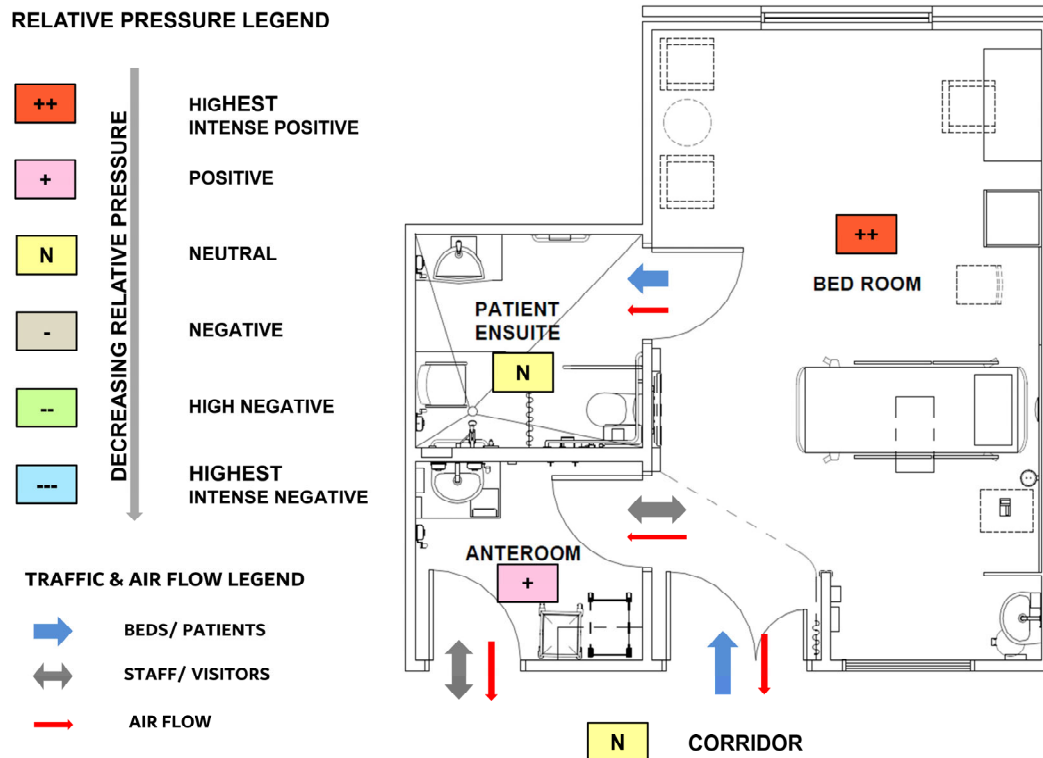 RELATIVE PRESSURE LEGEND
DECREASING RELATIVE PRESSURE
++
HIGHEST
INTENSE POSITIVE
+
POSITIVE
N
NEUTRAL
-
NEGATIVE
--
HIGH NEGATIVE
---
HIGHEST
INTENSE NEGATIVE
TRAFFIC & AIR FLOW LEGEND
BEDS/ PATIENTS
STAFF/ VISITORS
AIR FLOW
++
BED ROOM
PATIENT
ENSUITE
N
ANTEROOM
+
N
CORRIDOR